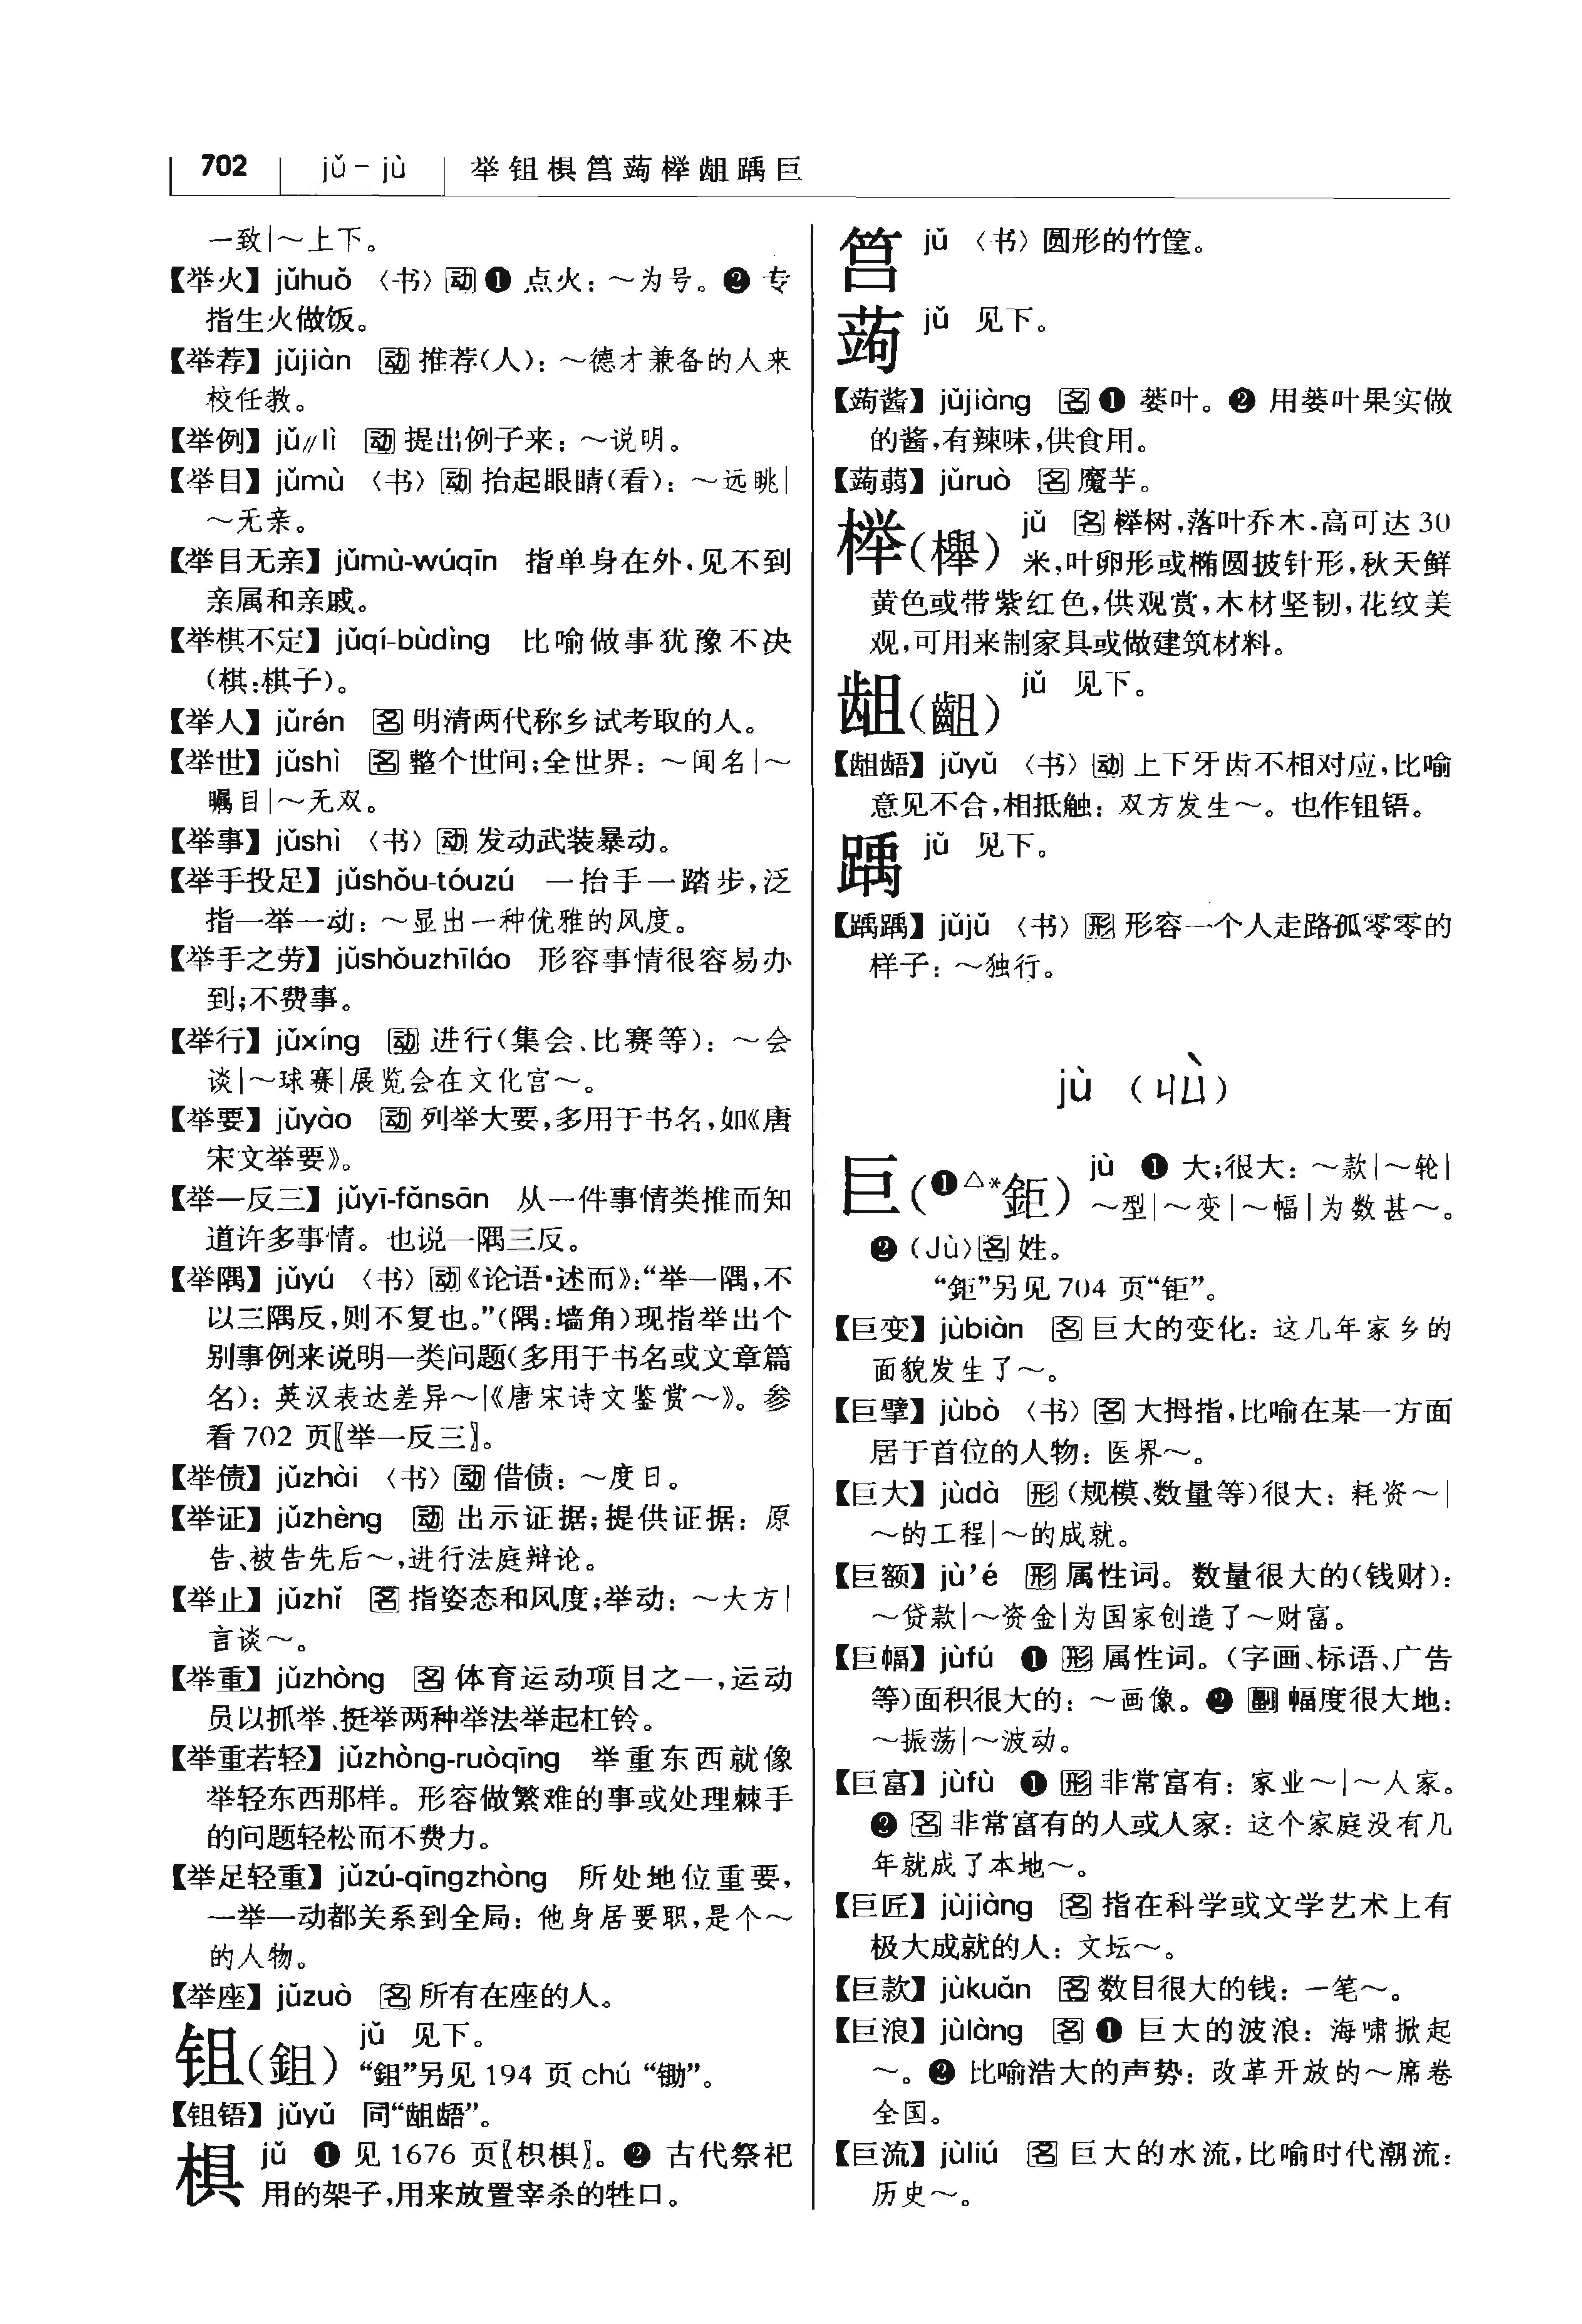 702 jǔ－jù 举钼椇筥蒟榉龃踽巨
一致|～上下。
【举火】jǔhuǒ 〈书〉动❶ 点火：～为号。❷ 专
指生火做饭。
【举荐】jǔjiàn 动 推荐(人)：～德才兼备的人来
校任教。
【举例】jǔ∥lì 动 提出例子来：～说明。
【举目】jǔmù 〈书〉动 抬起眼睛(看)：～远眺|
～无亲。
【举目无亲】jǔmù-wúqīn 指单身在外,见不到
亲属和亲戚。
【举棋不定】jǔqí-bùdìng 比喻做事犹豫不决
(棋:棋子)。
【举人】jǔrén 名 明清两代称乡试考取的人。
【举世】jǔshì 名 整个世间;全世界：～闻名|～
瞩目|～无双。
【举事】jǔshì 〈书〉动 发动武装暴动。
【举手投足】jǔshǒu-tóuzú 一抬手一踏步,泛
指一举一动：～显出一种优雅的风度。
【举手之劳】jǔshǒuzhīláo 形容事情很容易办
到;不费事。
【举行】jǔxíng 动 进行(集会、比赛等)：～会
谈|～球赛|展览会在文化宫～。
【举要】jǔyào 动 列举大要,多用于书名,如《唐
宋文举要》。
【举一反三】jǔyī-fǎnsān 从一件事情类推而知
道许多事情。也说一隅三反。
【举隅】jǔyú 〈书〉动《论语·述而》:“举一隅,不
以三隅反,则不复也。”(隅:墙角)现指举出个
别事例来说明一类问题(多用于书名或文章篇
名)：英汉表达差异～|《唐宋诗文鉴赏～》。参
看 702 页〖举一反三〗。
【举债】jǔzhài 〈书〉动 借债：～度日。
【举证】jǔzhèng 动 出示证据;提供证据：原
告、被告先后～,进行法庭辩论。
【举止】jǔzhǐ 名 指姿态和风度;举动：～大方|
言谈～。
【举重】jǔzhòng 名 体育运动项目之一,运动
员以抓举、挺举两种举法举起杠铃。
【举重若轻】jǔzhòng-ruòqīng 举重东西就像
举轻东西那样。形容做繁难的事或处理棘手
的问题轻松而不费力。
【举足轻重】jǔzú-qīngzhòng 所处地位重要,
一举一动都关系到全局：他身居要职,是个～
的人物。
【举座】jǔzuò 名 所有在座的人。
钼(鉏) jǔ 见下。
“鉏”另见 194 页 chú “锄”。
【钼铻】jǔyǔ 同“龃龉”。
椇 jǔ ❶ 见 1676 页〖枳椇〗。❷ 古代祭祀
用的架子,用来放置宰杀的牲口。
筥 jǔ 〈书〉圆形的竹筐。
蒟 jǔ 见下。
【蒟酱】jǔjiàng 名❶ 蒌叶。❷ 用蒌叶果实做
的酱,有辣味,供食用。
【蒟蒻】jǔruò 名 魔芋。
榉(櫸) jǔ 名 榉树,落叶乔木,高可达 30
米,叶卵形或椭圆披针形,秋天鲜
黄色或带紫红色,供观赏,木材坚韧,花纹美
观,可用来制家具或做建筑材料。
龃(齟) jǔ 见下。
【龃龉】jǔyǔ 〈书〉动 上下牙齿不相对应,比喻
意见不合,相抵触：双方发生～。也作钼铻。
踽 jǔ 见下。
【踽踽】jǔjǔ 〈书〉形 形容一个人走路孤零零的
样子：～独行。
jù (ㄐㄩˋ)
巨(❶△*鉅) jù ❶ 大;很大：～款|～轮|
～型|～变|～幅|为数甚～。
❷ (Jù)名 姓。
“鉅”另见 704 页“钜”。
【巨变】jùbiàn 名 巨大的变化：这几年家乡的
面貌发生了～。
【巨擘】jùbò 〈书〉名 大拇指,比喻在某一方面
居于首位的人物：医界～。
【巨大】jùdà 形 (规模、数量等)很大：耗资～|
～的工程|～的成就。
【巨额】jù’é 形 属性词。数量很大的(钱财)：
～贷款|～资金|为国家创造了～财富。
【巨幅】jùfú ❶ 形 属性词。(字画、标语、广告
等)面积很大的：～画像。❷ 副 幅度很大地：
～振荡|～波动。
【巨富】jùfù ❶ 形 非常富有：家业～|～人家。
❷ 名 非常富有的人或人家：这个家庭没有几
年就成了本地～。
【巨匠】jùjiàng 名 指在科学或文学艺术上有
极大成就的人：文坛～。
【巨款】jùkuǎn 名 数目很大的钱：一笔～。
【巨浪】jùlàng 名 ❶ 巨大的波浪：海啸掀起
～。❷ 比喻浩大的声势：改革开放的～席卷
全国。
【巨流】jùliú 名 巨大的水流,比喻时代潮流：
历史～。